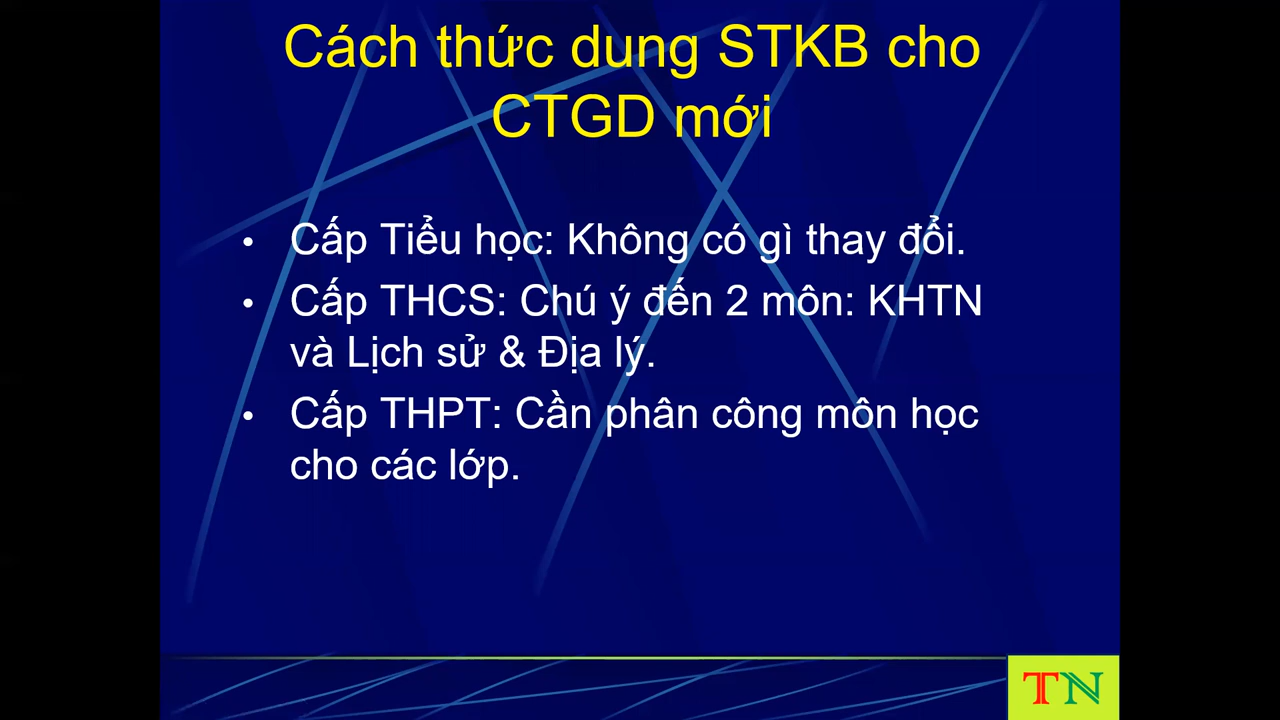 Cách thức dung STKB cho
CTGD mới
• Cấp Tiểu học: Không có gì thay đổi.
• Cấp THCS: Chú ý đến 2 môn: KHTN
và Lịch sử & Địa lý.
• Cấp THPT: Cần phân công môn học
cho các lớp.
TN